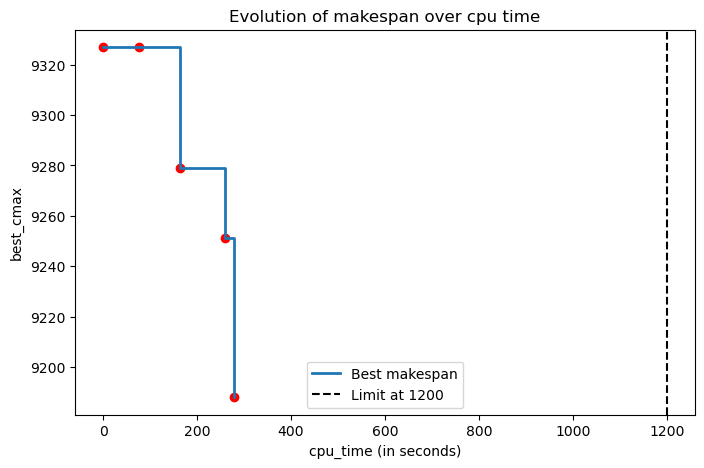 Evolution of makespan over cpu time
best_cmax
9320
9300
9280
9260
9240
9220
9200
Best makespan
Limit at 1200
0 200 400 600 800 1000 1200
cpu_time (in seconds)